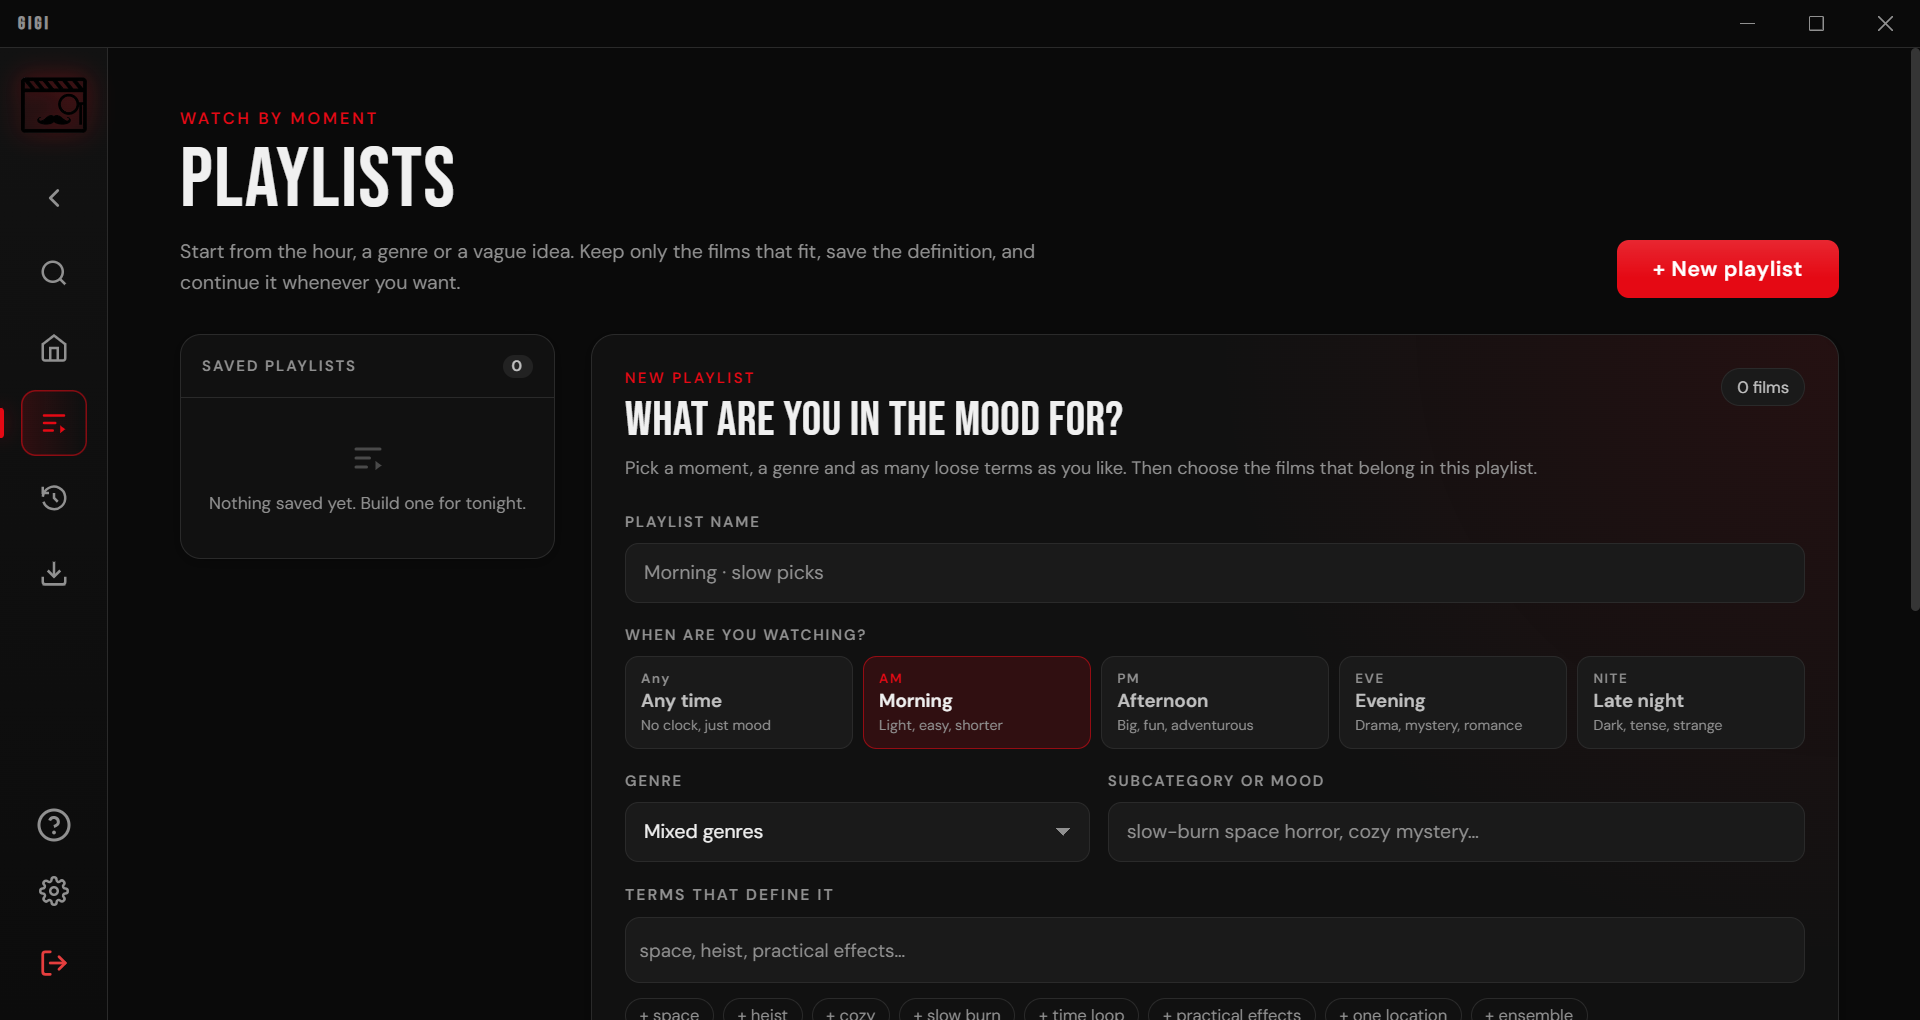 GIGI
WATCH BY MOMENT
PLAYLISTS
Start from the hour, a genre or a vague idea. Keep only the films that fit, save the definition, and
continue it whenever you want.
+ New playlist
SAVED PLAYLISTS
0
Nothing saved yet. Build one for tonight.
NEW PLAYLIST
0 films
WHAT ARE YOU IN THE MOOD FOR?
Pick a moment, a genre and as many loose terms as you like. Then choose the films that belong in this playlist.
PLAYLIST NAME
Morning · slow picks
WHEN ARE YOU WATCHING?
Any
Any time
No clock, just mood
AM
Morning
Light, easy, shorter
PM
Afternoon
Big, fun, adventurous
EVE
Evening
Drama, mystery, romance
NITE
Late night
Dark, tense, strange
GENRE
Mixed genres
SUBCATEGORY OR MOOD
slow-burn space horror, cozy mystery...
TERMS THAT DEFINE IT
space, heist, practical effects...
+ space
+ heist
+ cozy
+ slow burn
+ time loop
+ practical effects
+ one location
+ ensemble